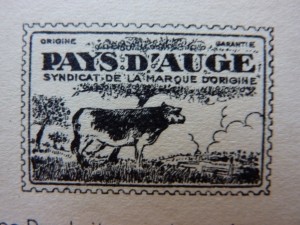 ORIGINE GARANTIE
PAYS D'AUGE
SYNDICAT · DE · LA MARQUE D'ORIGINE